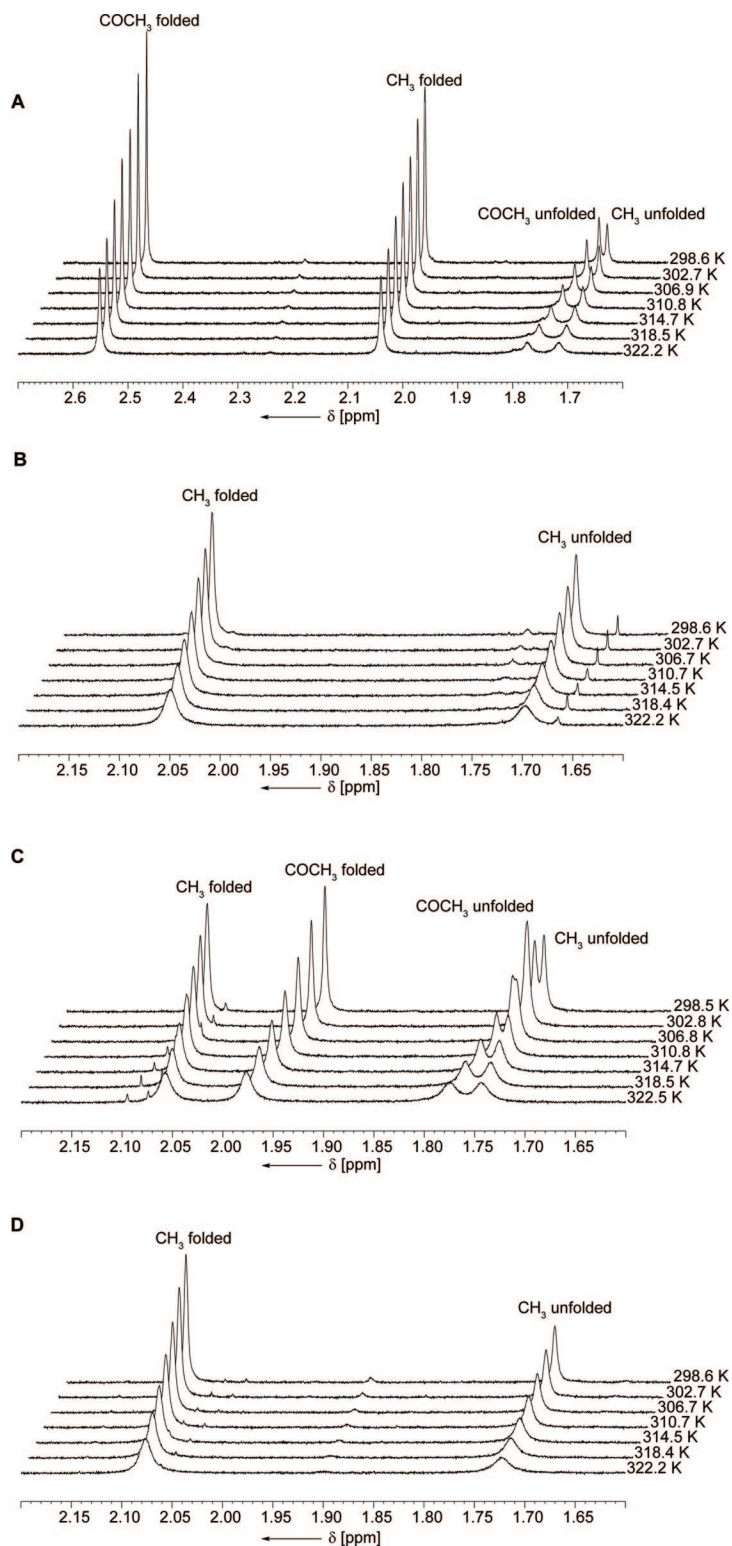 A
COCH3 folded
CH3 folded
COCH3 unfolded
CH3 unfolded
298.6 K
302.7 K
306.9 K
310.8 K
314.7 K
318.5 K
322.2 K
2.6 2.5 2.4 2.3 2.2 2.1 2.0 1.9 1.8 1.7
δ [ppm]
B
CH3 folded
CH3 unfolded
298.6 K
302.7 K
306.7 K
310.7 K
314.5 K
318.4 K
322.2 K
2.15 2.10 2.05 2.00 1.95 1.90 1.85 1.80 1.75 1.70 1.65
δ [ppm]
C
CH3 folded
COCH3 folded
COCH3 unfolded
CH3 unfolded
298.5 K
302.8 K
306.8 K
310.8 K
314.7 K
318.5 K
322.5 K
2.15 2.10 2.05 2.00 1.95 1.90 1.85 1.80 1.75 1.70 1.65
δ [ppm]
D
CH3 folded
CH3 unfolded
298.6 K
302.7 K
306.7 K
310.7 K
314.5 K
318.4 K
322.2 K
2.15 2.10 2.05 2.00 1.95 1.90 1.85 1.80 1.75 1.70 1.65
δ [ppm]